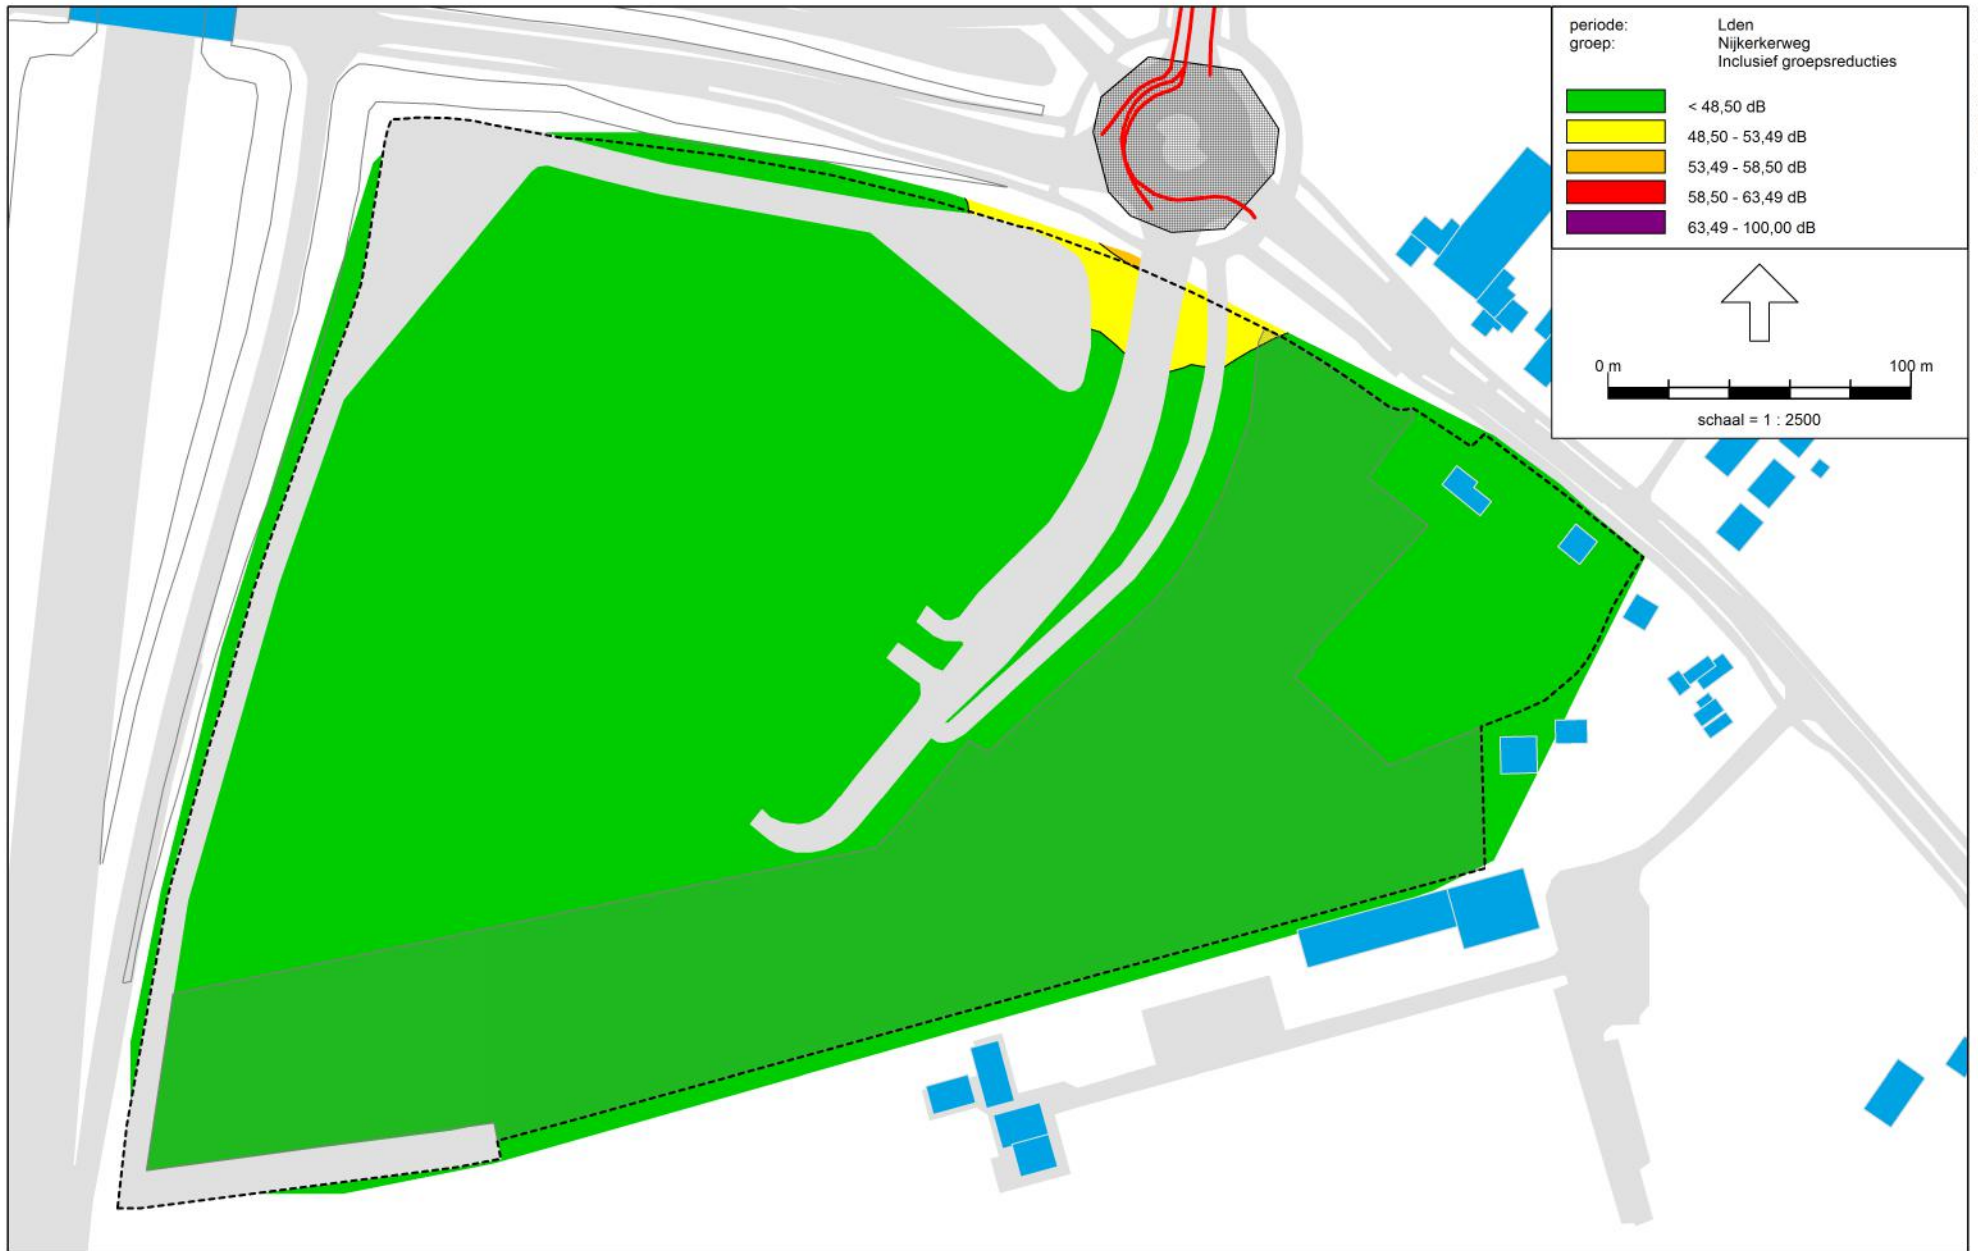 periode: Lden
groep: Nijkerkerweg
Inclusief groepsreducties
< 48,50 dB
48,50 - 53,49 dB
53,49 - 58,50 dB
58,50 - 63,49 dB
63,49 - 100,00 dB
0 m 100 m
schaal = 1 : 2500